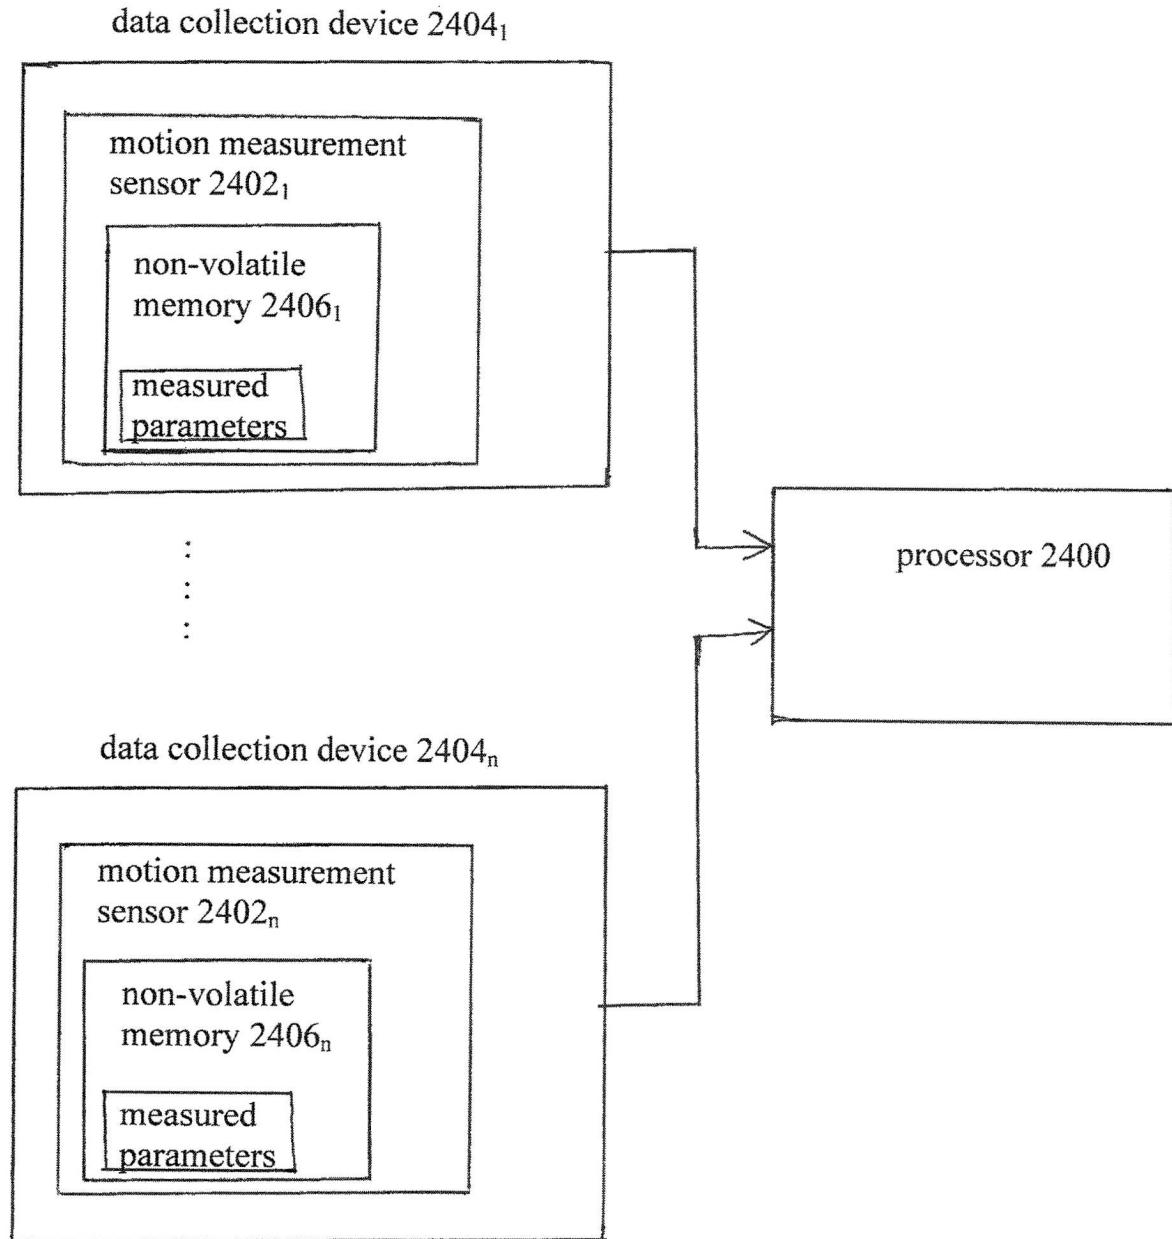 data collection device 2404₁
motion measurement
sensor 2402₁
non-volatile
memory 2406₁
measured
parameters
processor 2400
data collection device 2404ₙ
motion measurement
sensor 2402ₙ
non-volatile
memory 2406ₙ
measured
parameters